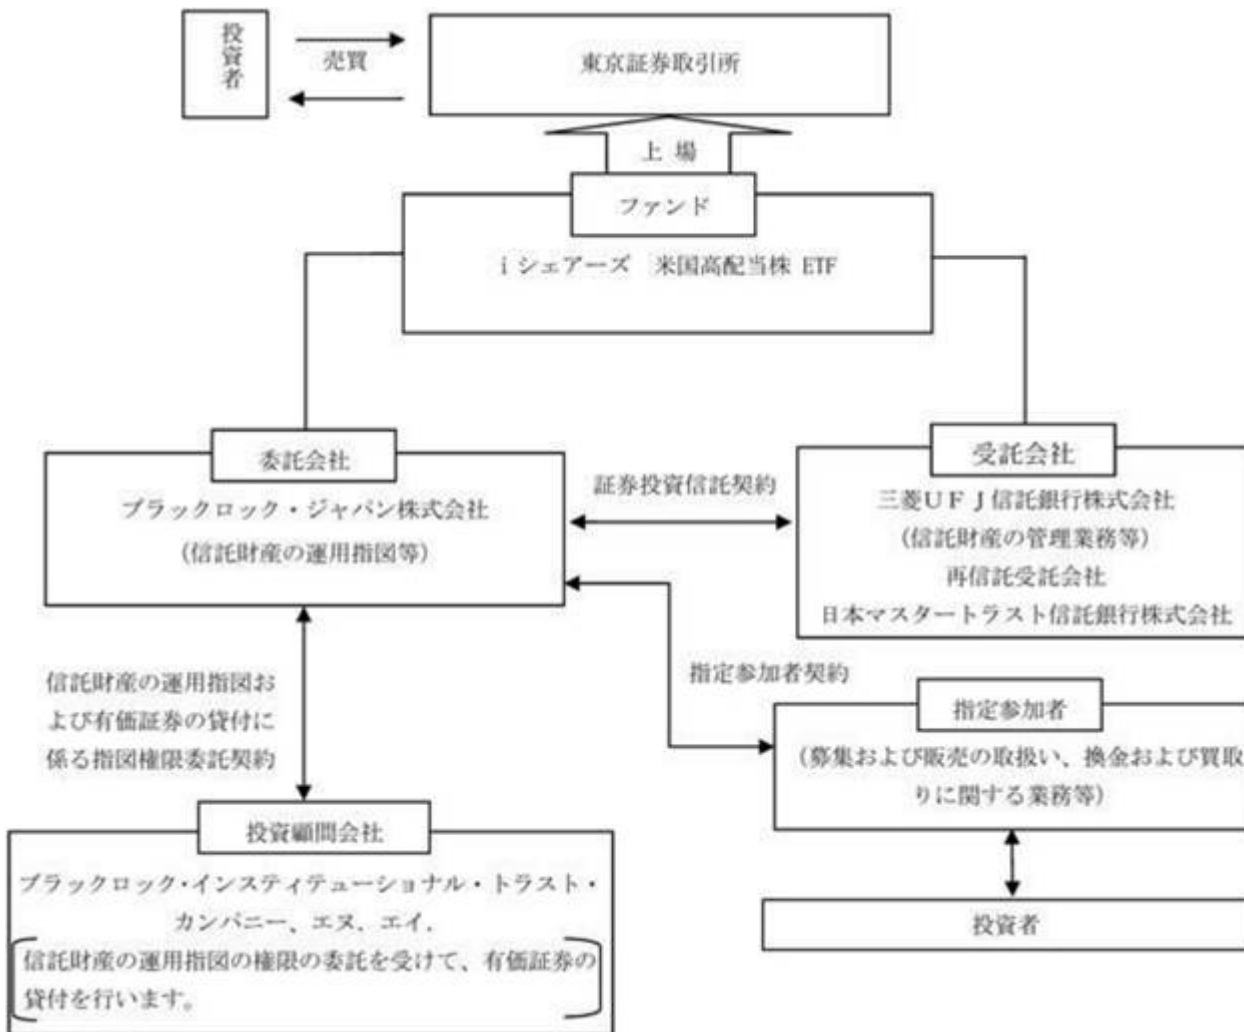 投資者
売買
東京証券取引所
上 場
ファンド
i シェアーズ 米国高配当株 ETF
委託会社
ブラックロック・ジャパン株式会社
(信託財産の運用指図等)
証券投資信託契約
受託会社
三菱UFJ信託銀行株式会社
(信託財産の管理業務等)
再信託受託会社
日本マスタートラスト信託銀行株式会社
信託財産の運用指図お
よび有価証券の貸付に
係る指図権限委託契約
指定参加者契約
指定参加者
(募集および販売の取扱い、換金および買取
りに関する業務等)
投資顧問会社
ブラックロック・インスティテューショナル・トラスト・
カンパニー、エヌ.エイ.
信託財産の運用指図の権限の委託を受けて、有価証券の
貸付を行います。
投資者